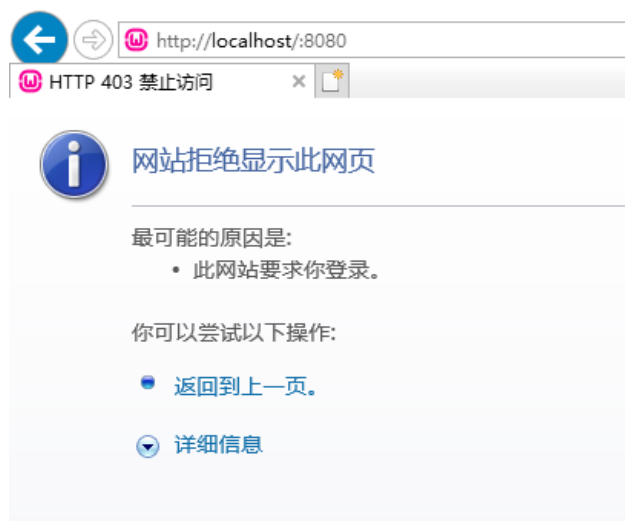 http://localhost/:8080
HTTP 403 禁止访问
网站拒绝显示此网页
最可能的原因是:
• 此网站要求你登录。
你可以尝试以下操作:
返回到上一页。
详细信息